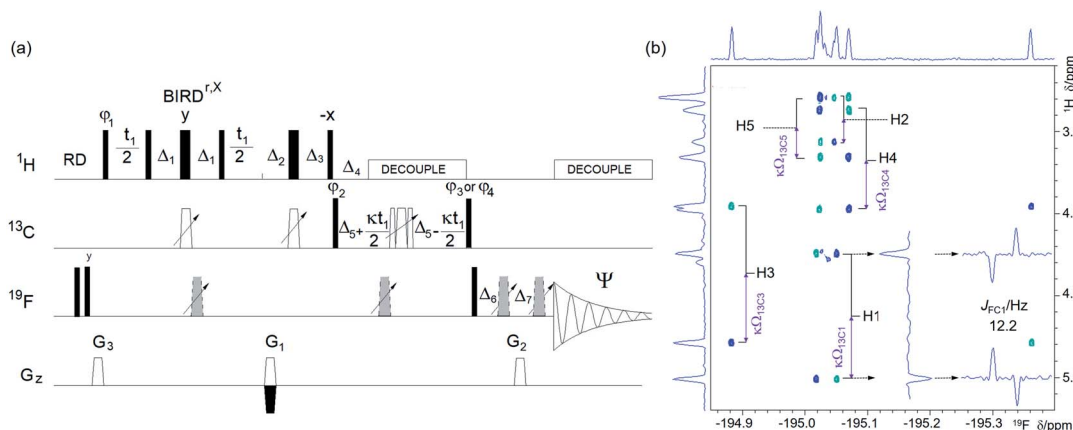 (a)
BIRD^r,X
φ1 y -x
¹H RD t1/2 Δ1 Δ1 t1/2 Δ2 Δ3 Δ4 DECOUPLE DECOUPLE
φ2 φ3 or φ4
¹³C Δ5+ κt1/2 Δ5- κt1/2
y
¹⁹F Δ6 Δ7 Ψ
G3 G1 G2
Gz
(b)
¹H δ/ppm
3.
4.
4.
5.
H5
H2
H4
H3
H1
κΩ13C5
κΩ13C4
κΩ13C3
κΩ13C1
JFC1/Hz
12.2
-194.9 -195.0 -195.1 -195.2 -195.3 ¹⁹F δ/ppm